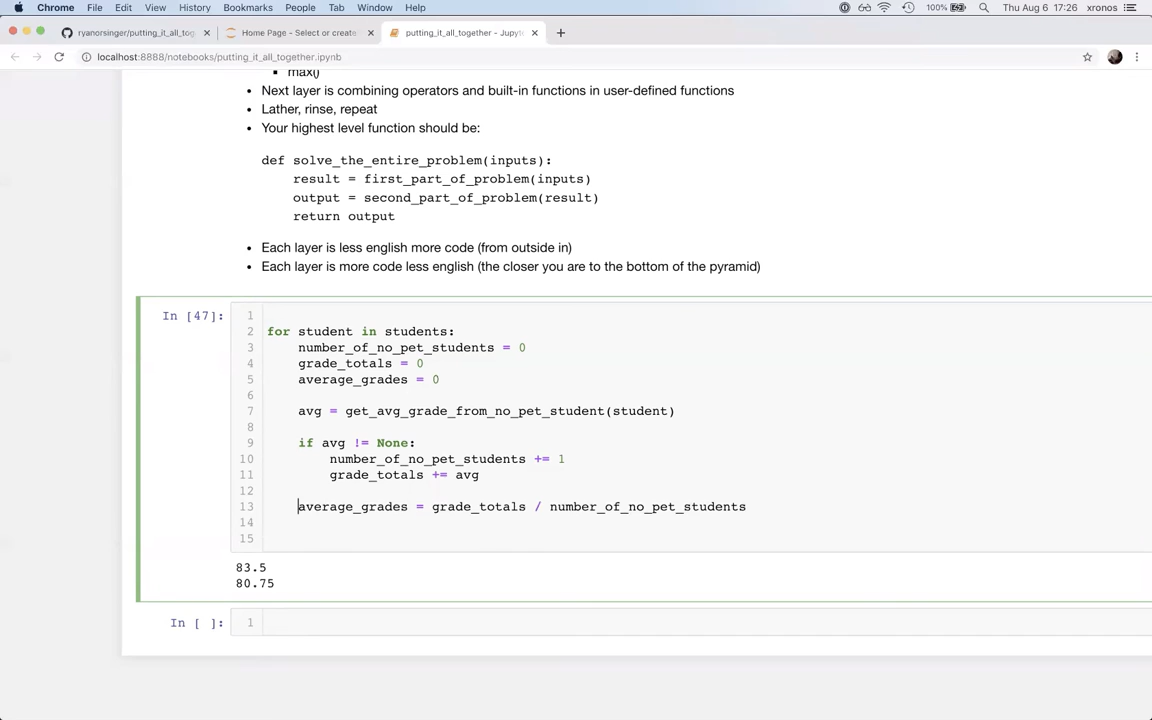 Chrome File Edit View History Bookmarks People Tab Window Help 100% Thu Aug 6 17:26 xronos
ryanorsinger/putting_it_all_tog × Home Page - Select or create × putting_it_all_together - Jupyt × +
localhost:8888/notebooks/putting_it_all_together.ipynb
▪ max()
• Next layer is combining operators and built-in functions in user-defined functions
• Lather, rinse, repeat
• Your highest level function should be:
def solve_the_entire_problem(inputs):
    result = first_part_of_problem(inputs)
    output = second_part_of_problem(result)
    return output
• Each layer is less english more code (from outside in)
• Each layer is more code less english (the closer you are to the bottom of the pyramid)
In [47]: 1
2 for student in students:
3     number_of_no_pet_students = 0
4     grade_totals = 0
5     average_grades = 0
6
7     avg = get_avg_grade_from_no_pet_student(student)
8
9     if avg != None:
10         number_of_no_pet_students += 1
11         grade_totals += avg
12
13     average_grades = grade_totals / number_of_no_pet_students
14
15
83.5
80.75
In [ ]: 1